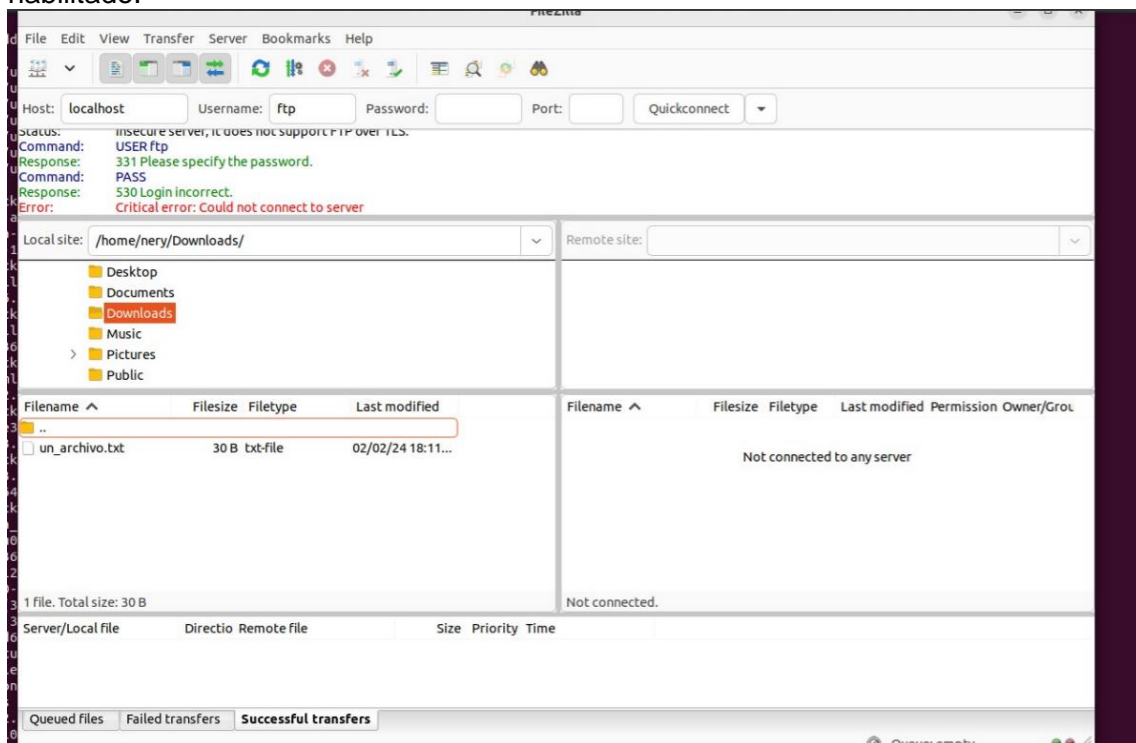 habilitado.
FileZilla
File Edit View Transfer Server Bookmarks Help
Host: localhost Username: ftp Password: Port: Quickconnect
Status: Insecure server, it does not support FTP over TLS.
Command: USER ftp
Response: 331 Please specify the password.
Command: PASS
Response: 530 Login incorrect.
Error: Critical error: Could not connect to server
Local site: /home/nery/Downloads/ Remote site:
Desktop
Documents
Downloads
Music
Pictures
Public
Filename Filesize Filetype Last modified Filename Filesize Filetype Last modified Permission Owner/Grou
..
un_archivo.txt 30 B txt-file 02/02/24 18:11...
Not connected to any server
1 file. Total size: 30 B Not connected.
Server/Local file Directio Remote file Size Priority Time
Queued files Failed transfers Successful transfers
Queue: empty